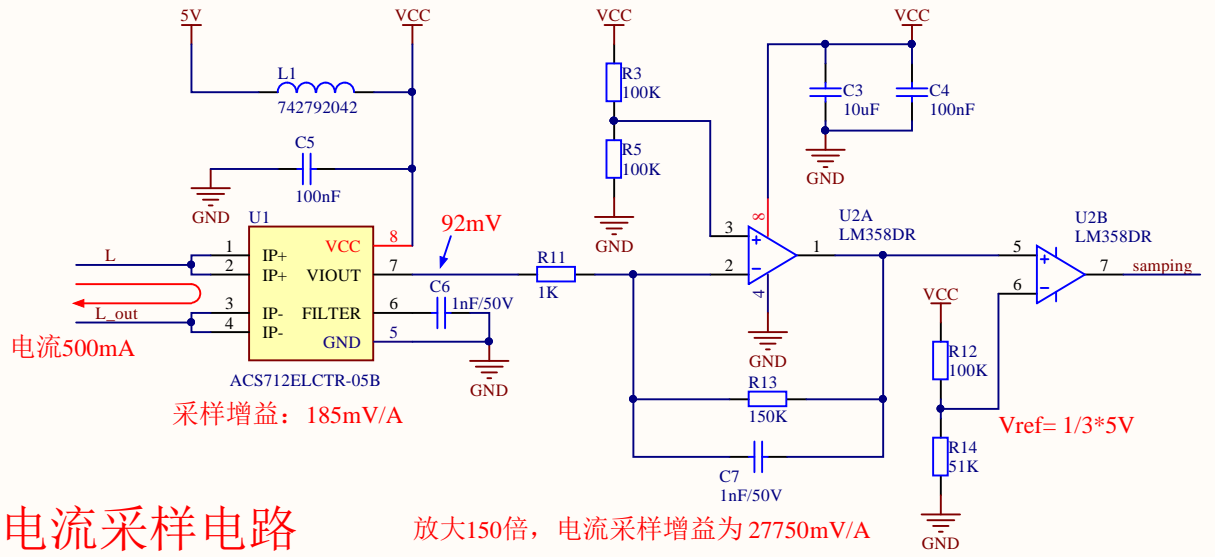 5V
VCC
VCC
VCC
L1
742792042
R3
100K
C3
10uF
C4
100nF
C5
100nF
R5
100K
GND
GND
GND
U1
92mV
U2A
LM358DR
U2B
LM358DR
L
1
2
3
4
IP+
IP+
IP-
IP-
VCC
VIOUT
FILTER
GND
8
7
6
5
L_out
C6
1nF/50V
R11
1K
3
2
8
4
1
5
6
7
samping
电流500mA
GND
GND
VCC
ACS712ELCTR-05B
采样增益：185mV/A
R12
100K
R13
150K
Vref= 1/3*5V
R14
51K
C7
1nF/50V
GND
电流采样电路
放大150倍，电流采样增益为 27750mV/A